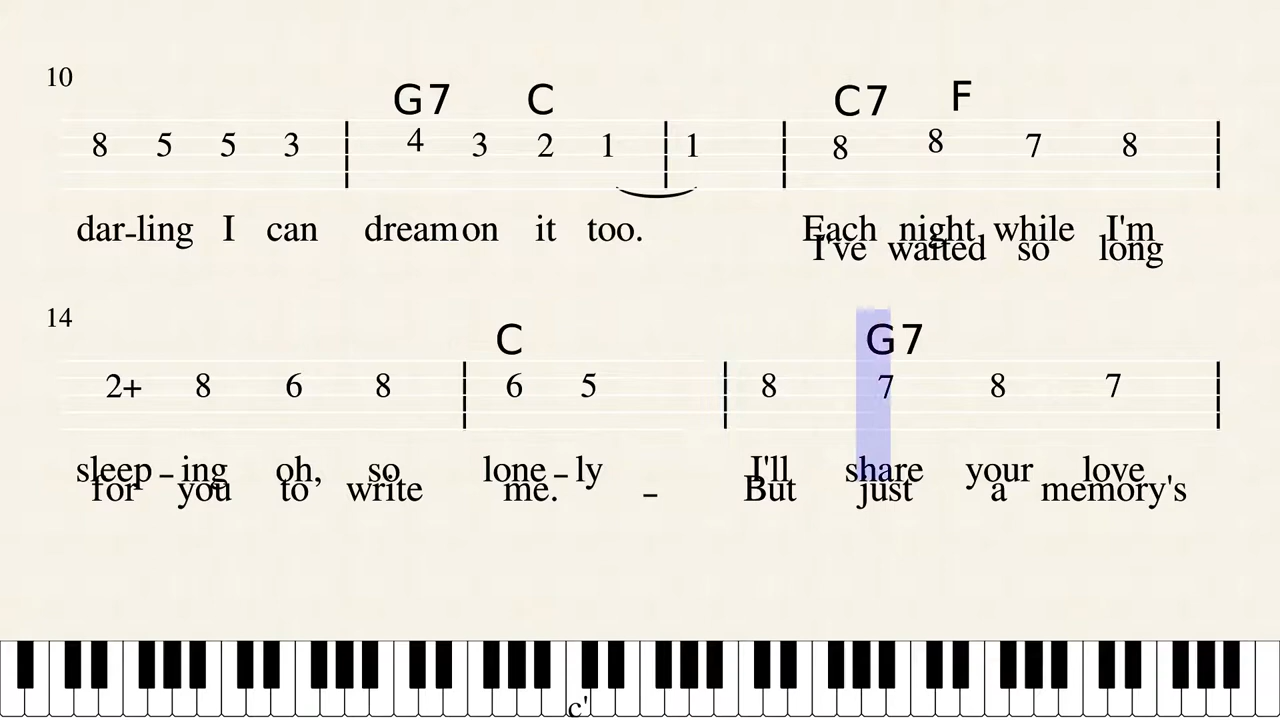 10
G7 C C7 F
8 5 5 3 4 3 2 1 1 8 8 7 8
dar-ling I can dream on it too. Each night while I'm
I've waited so long
14
C G7
2+ 8 6 8 6 5 8 7 8 7
sleep-ing oh, so lone-ly I'll share your love
for you to write me. - But just a memory's
c'